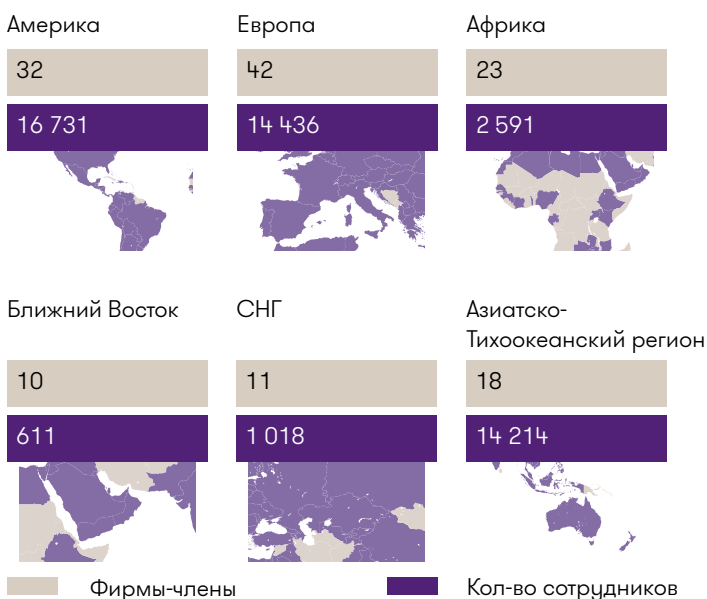 Америка
32
16 731
Европа
42
14 436
Африка
23
2 591
Ближний Восток
10
611
СНГ
11
1 018
Азиатско-
Тихоокеанский регион
18
14 214
Фирмы-члены
Кол-во сотрудников